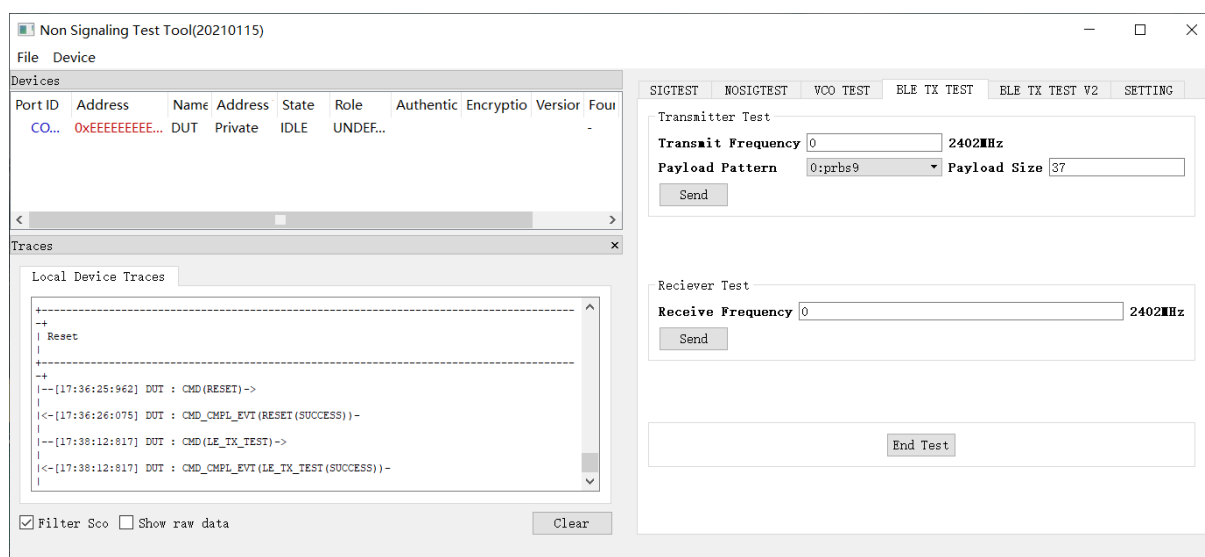 Non Signaling Test Tool(20210115)
File Device
Devices
Port ID Address Name Address State Role Authentic Encryptio Version Four
CO... 0xEEEEEEEEE... DUT Private IDLE UNDEF... -
Traces
Local Device Traces
+------------------------------------------------------------------------------
-+
| Reset
|
+------------------------------------------------------------------------------
-+
|--[17:36:25:962] DUT : CMD(RESET)->
|
|<-[17:36:26:075] DUT : CMD_CMPL_EVT(RESET(SUCCESS))-
|
|--[17:38:12:817] DUT : CMD(LE_TX_TEST)->
|
|<-[17:38:12:817] DUT : CMD_CMPL_EVT(LE_TX_TEST(SUCCESS))-
|
Filter Sco Show raw data Clear
SIGTEST NOSIGTEST VCO TEST BLE TX TEST BLE TX TEST V2 SETTING
Transmitter Test
Transmit Frequency 0 2402MHz
Payload Pattern 0:prbs9 Payload Size 37
Send
Reciever Test
Receive Frequency 0 2402MHz
Send
End Test